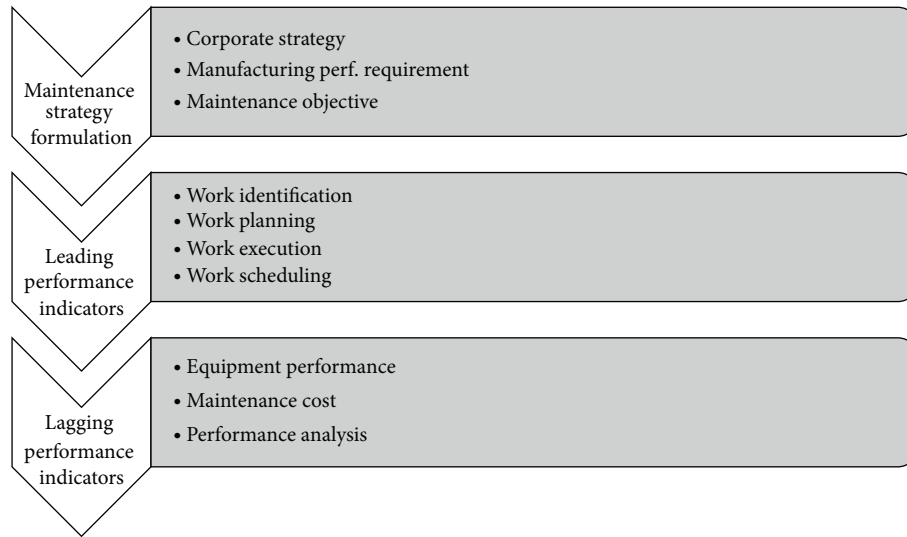 Maintenance
strategy
formulation
• Corporate strategy
• Manufacturing perf. requirement
• Maintenance objective
Leading
performance
indicators
• Work identification
• Work planning
• Work execution
• Work scheduling
Lagging
performance
indicators
• Equipment performance
• Maintenance cost
• Performance analysis